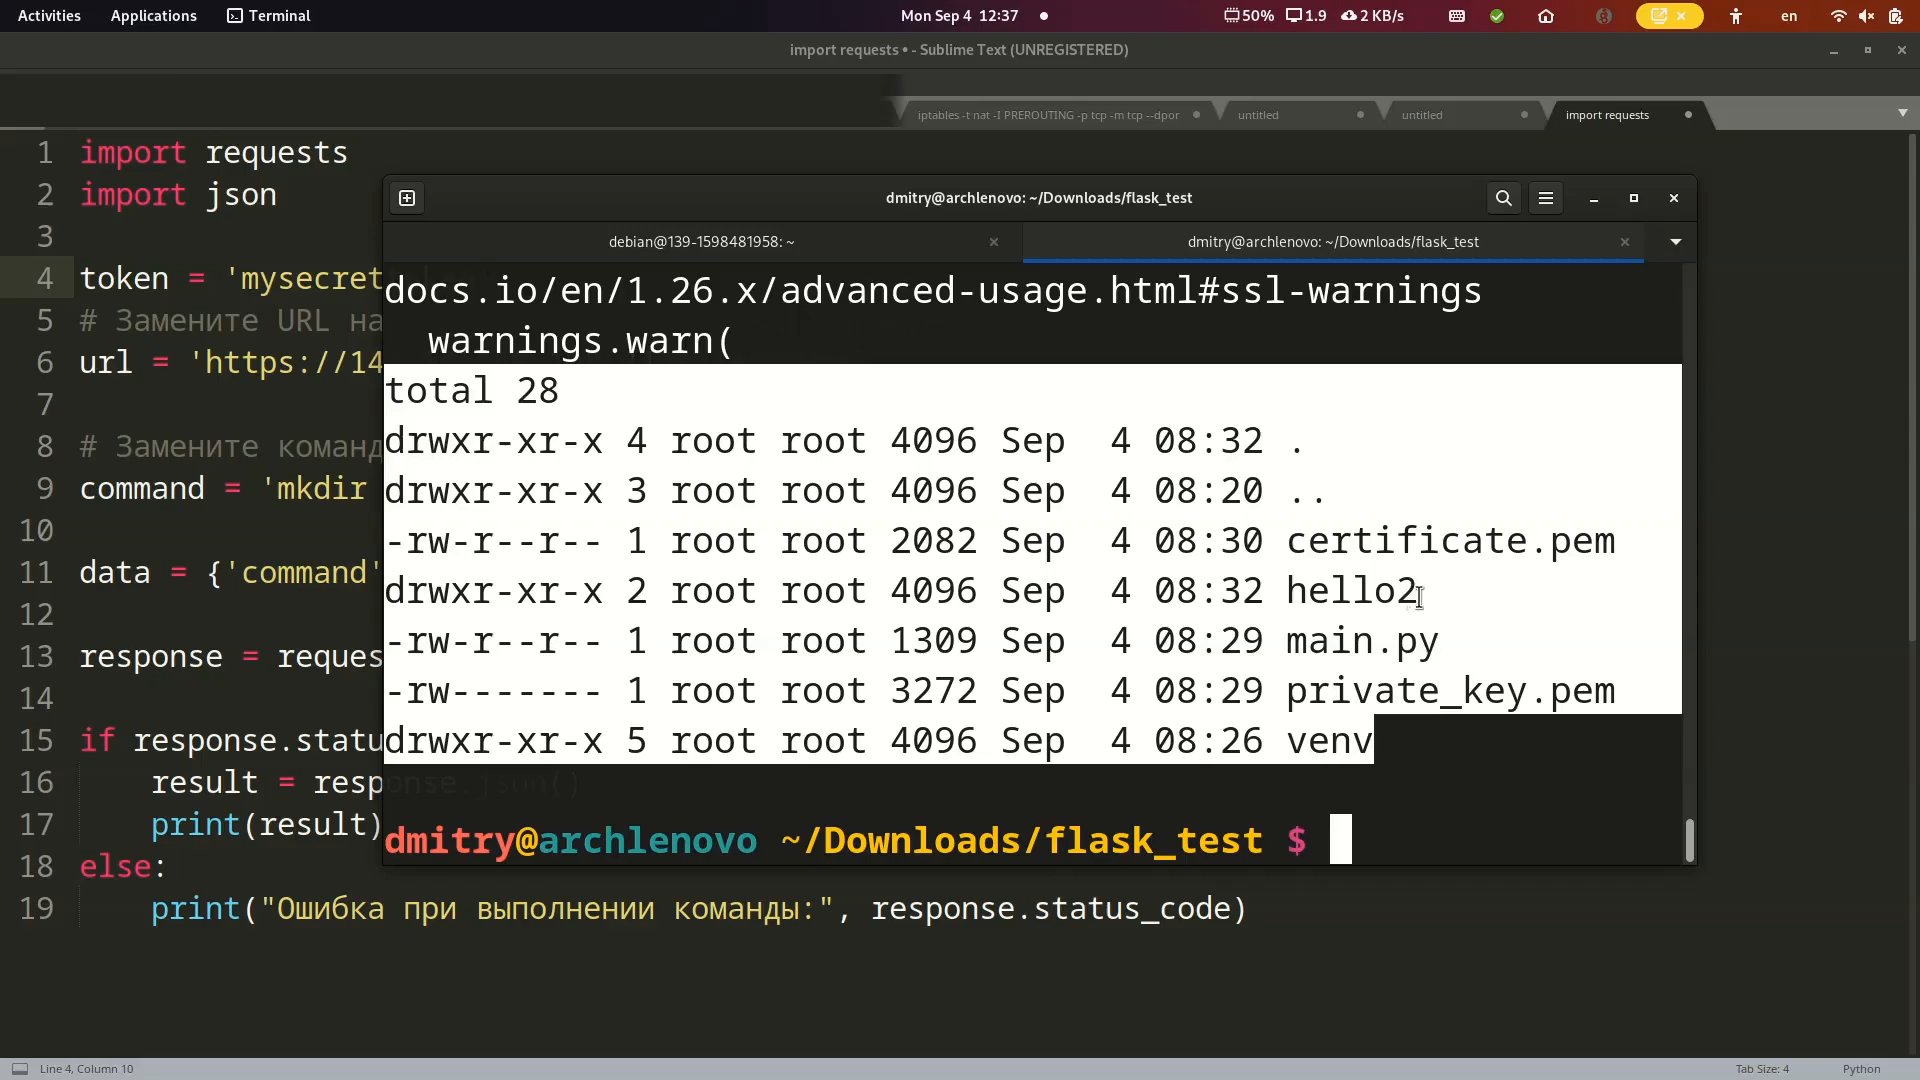 Activities Applications Terminal Mon Sep 4 12:37 50% 1.9 2 KB/s en
import requests • - Sublime Text (UNREGISTERED)
iptables -t nat -I PREROUTING -p tcp -m tcp --dpor untitled untitled import requests
1 import requests
2 import json
3
4 token = 'mysecret
5 # Замените URL на
6 url = 'https://14
7
8 # Замените команд
9 command = 'mkdir
10
11 data = {'command'
12
13 response = reques
14
15 if response.statu
16 result = response.json()
17 print(result)
18 else:
19 print("Ошибка при выполнении команды:", response.status_code)
dmitry@archlenovo: ~/Downloads/flask_test
debian@139-1598481958: ~ dmitry@archlenovo: ~/Downloads/flask_test
docs.io/en/1.26.x/advanced-usage.html#ssl-warnings
warnings.warn(
total 28
drwxr-xr-x 4 root root 4096 Sep  4 08:32 .
drwxr-xr-x 3 root root 4096 Sep  4 08:20 ..
-rw-r--r-- 1 root root 2082 Sep  4 08:30 certificate.pem
drwxr-xr-x 2 root root 4096 Sep  4 08:32 hello2
-rw-r--r-- 1 root root 1309 Sep  4 08:29 main.py
-rw------- 1 root root 3272 Sep  4 08:29 private_key.pem
drwxr-xr-x 5 root root 4096 Sep  4 08:26 venv
dmitry@archlenovo ~/Downloads/flask_test $
Line 4, Column 10 Tab Size: 4 Python